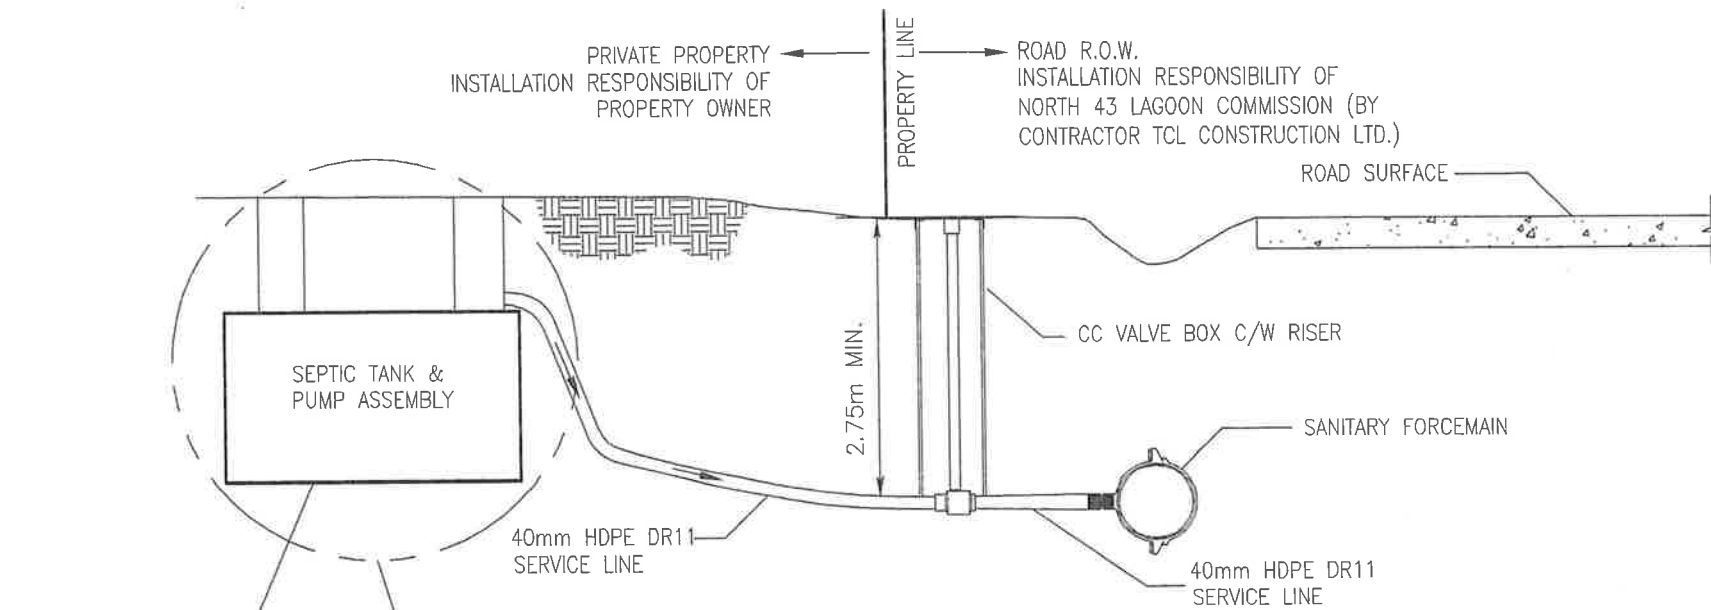 PRIVATE PROPERTY
INSTALLATION RESPONSIBILITY OF
PROPERTY OWNER
PROPERTY LINE
ROAD R.O.W.
INSTALLATION RESPONSIBILITY OF
NORTH 43 LAGOON COMMISSION (BY
CONTRACTOR TCL CONSTRUCTION LTD.)
ROAD SURFACE
CC VALVE BOX C/W RISER
2.75m MIN.
SEPTIC TANK &
PUMP ASSEMBLY
SANITARY FORCEMAIN
40mm HDPE DR11
SERVICE LINE
40mm HDPE DR11
SERVICE LINE